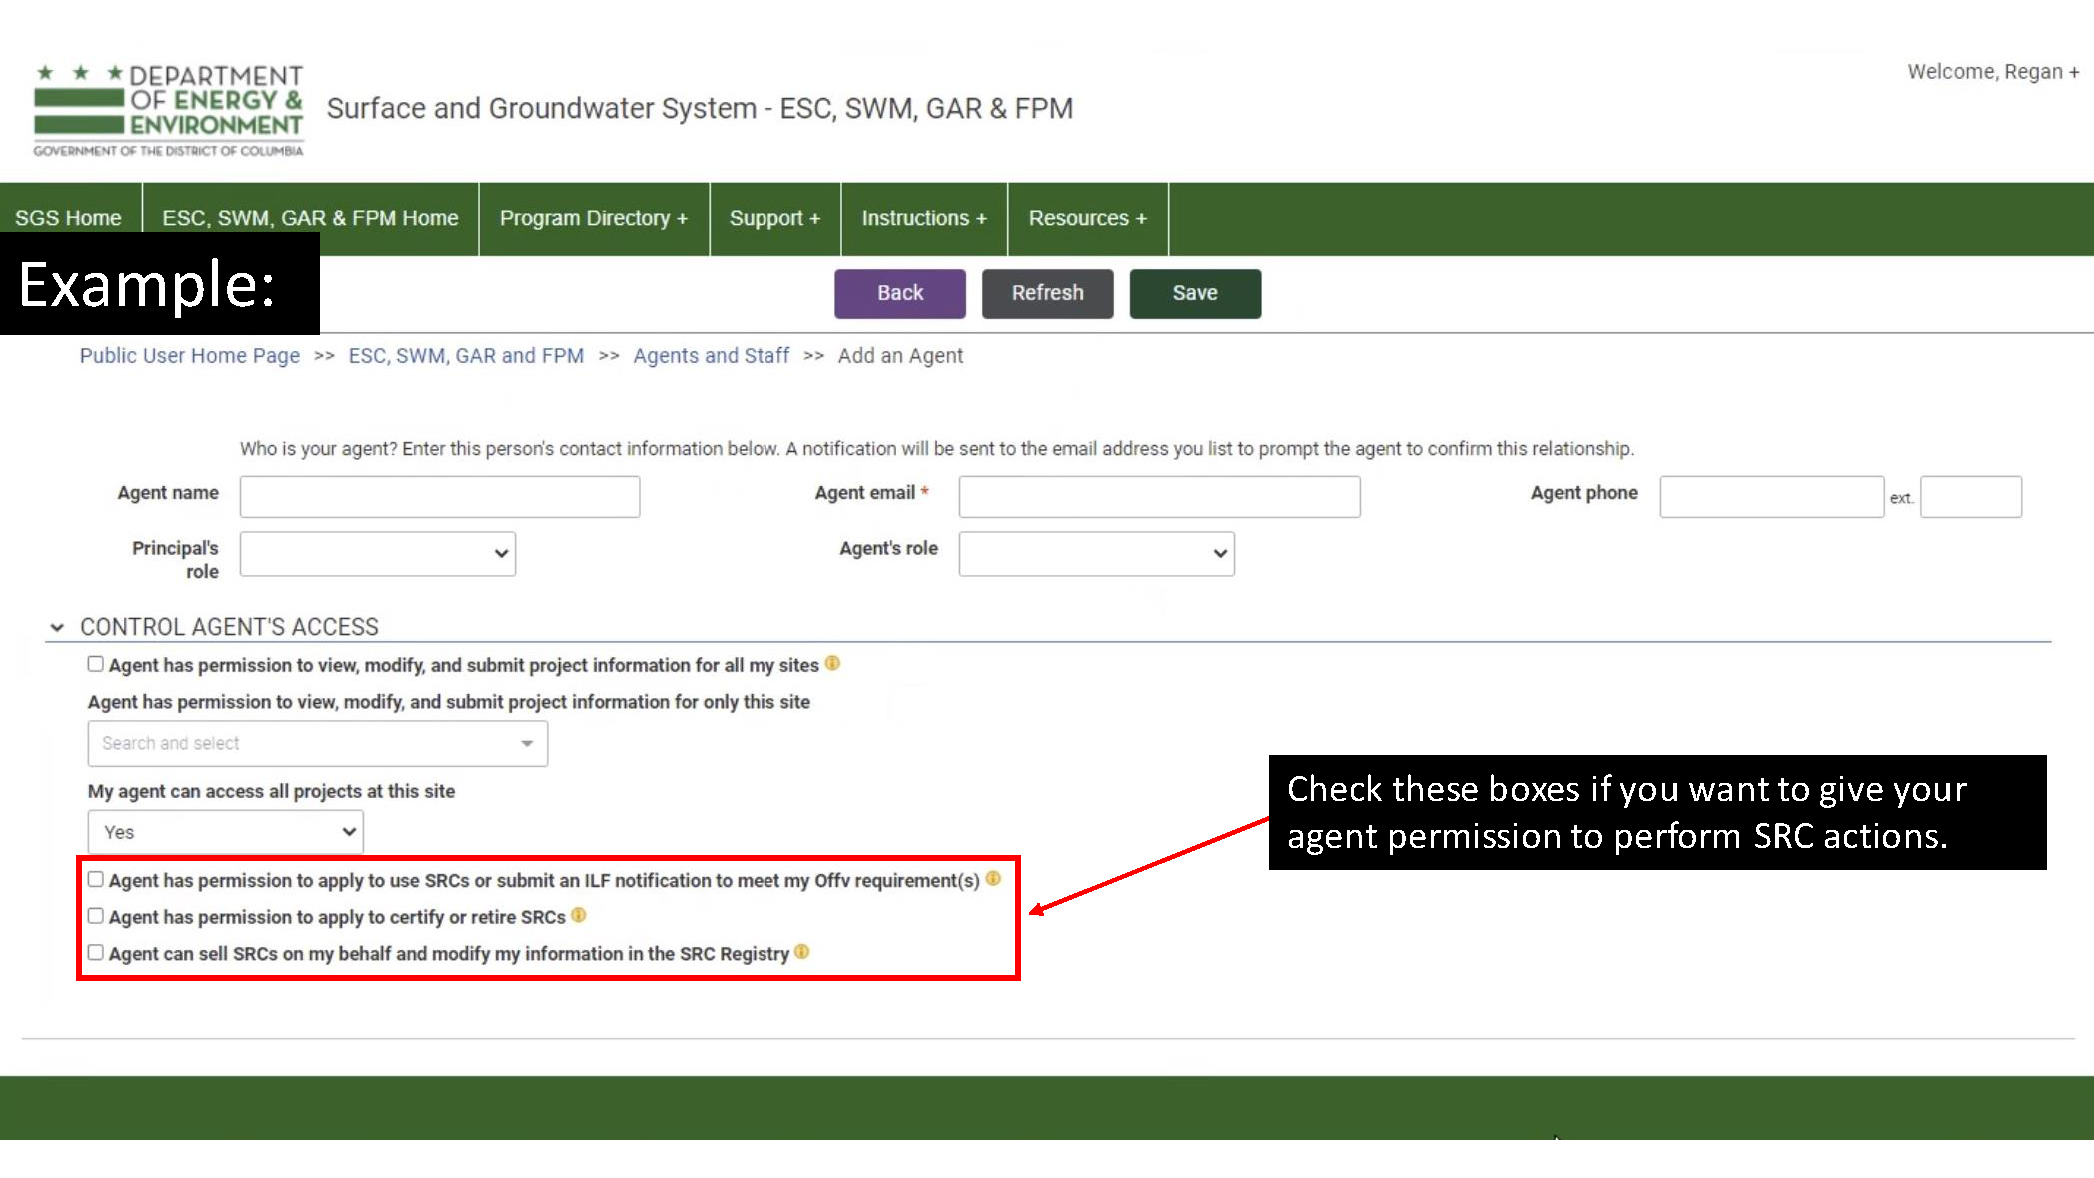 DEPARTMENT
OF ENERGY &
ENVIRONMENT
GOVERNMENT OF THE DISTRICT OF COLUMBIA
Surface and Groundwater System - ESC, SWM, GAR & FPM
Welcome, Regan +
SGS Home ESC, SWM, GAR & FPM Home Program Directory + Support + Instructions + Resources +
Example:
Back Refresh Save
Public User Home Page >> ESC, SWM, GAR and FPM >> Agents and Staff >> Add an Agent
Who is your agent? Enter this person's contact information below. A notification will be sent to the email address you list to prompt the agent to confirm this relationship.
Agent name Agent email * Agent phone ext.
Principal's role Agent's role
CONTROL AGENT'S ACCESS
Agent has permission to view, modify, and submit project information for all my sites
Agent has permission to view, modify, and submit project information for only this site
Search and select
My agent can access all projects at this site
Yes
Check these boxes if you want to give your
agent permission to perform SRC actions.
Agent has permission to apply to use SRCs or submit an ILF notification to meet my Offv requirement(s)
Agent has permission to apply to certify or retire SRCs
Agent can sell SRCs on my behalf and modify my information in the SRC Registry